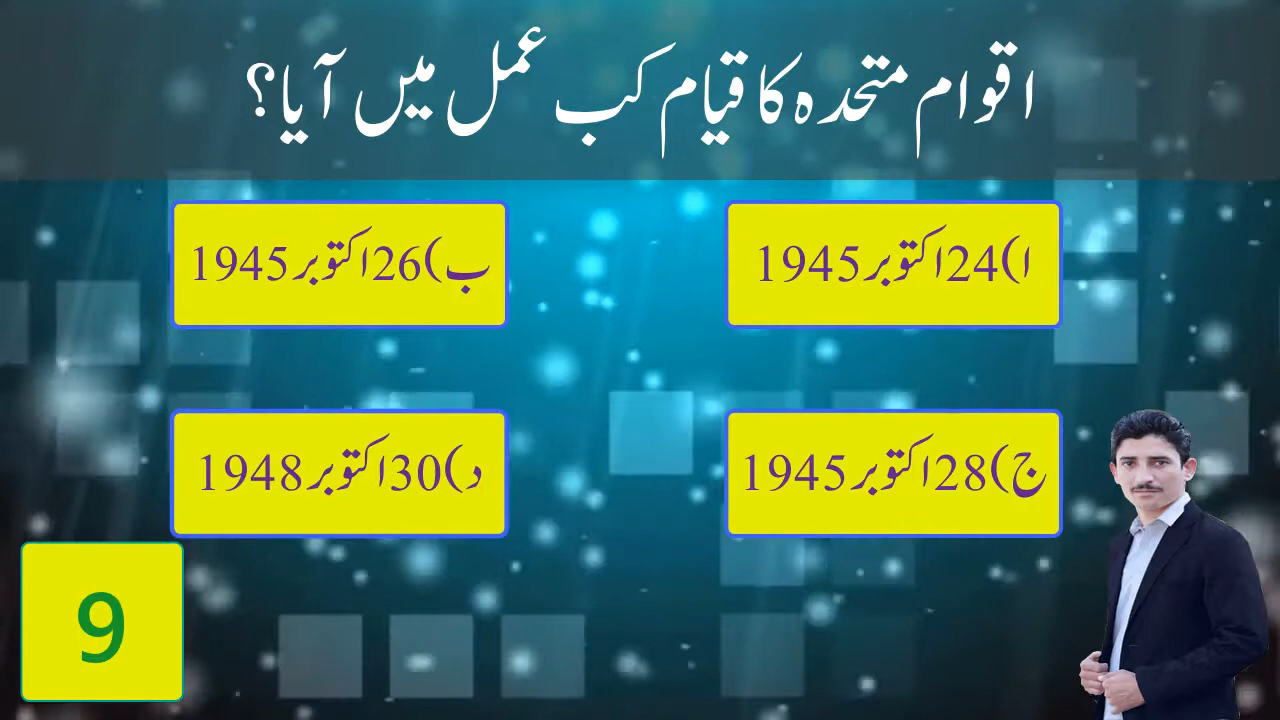 اقوام متحدہ کا قیام کب عمل میں آیا؟
ا)24اکتوبر1945
ب)26اکتوبر1945
ج)28اکتوبر1945
د)30اکتوبر1948
9